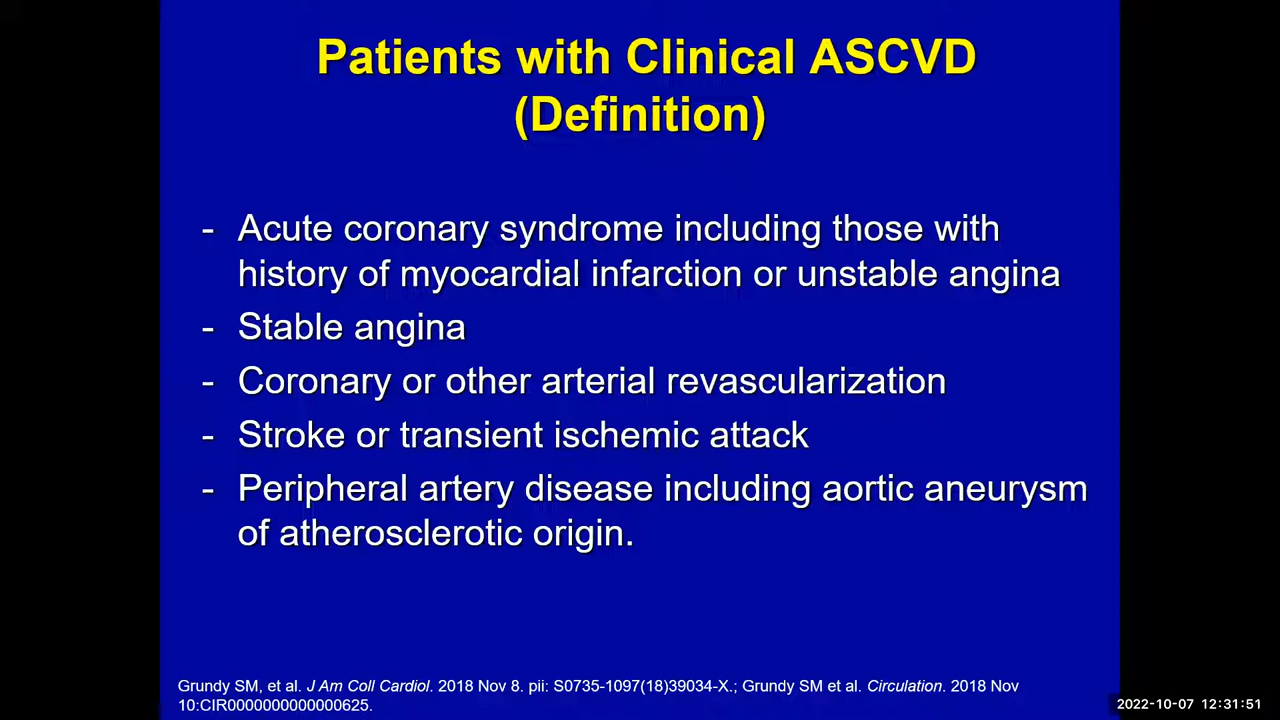 Patients with Clinical ASCVD
(Definition)
- Acute coronary syndrome including those with
history of myocardial infarction or unstable angina
- Stable angina
- Coronary or other arterial revascularization
- Stroke or transient ischemic attack
- Peripheral artery disease including aortic aneurysm
of atherosclerotic origin.
Grundy SM, et al. J Am Coll Cardiol. 2018 Nov 8. pii: S0735-1097(18)39034-X.; Grundy SM et al. Circulation. 2018 Nov
10:CIR0000000000000625.
2022-10-07 12:31:51